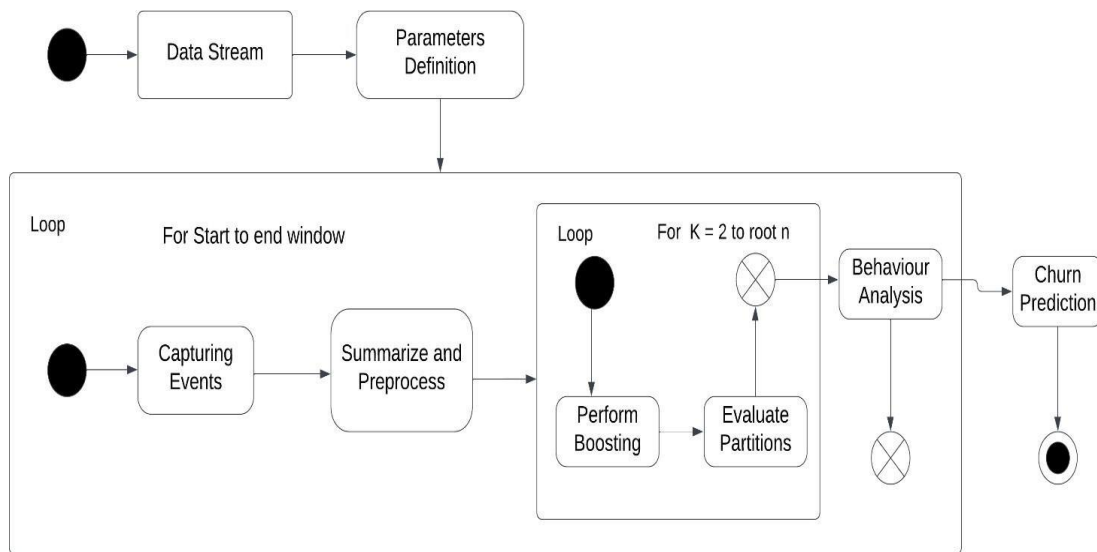 Data Stream
Parameters
Definition
Loop
For Start to end window
Capturing
Events
Summarize and
Preprocess
Loop
For K = 2 to root n
Perform
Boosting
Evaluate
Partitions
Behaviour
Analysis
Churn
Prediction